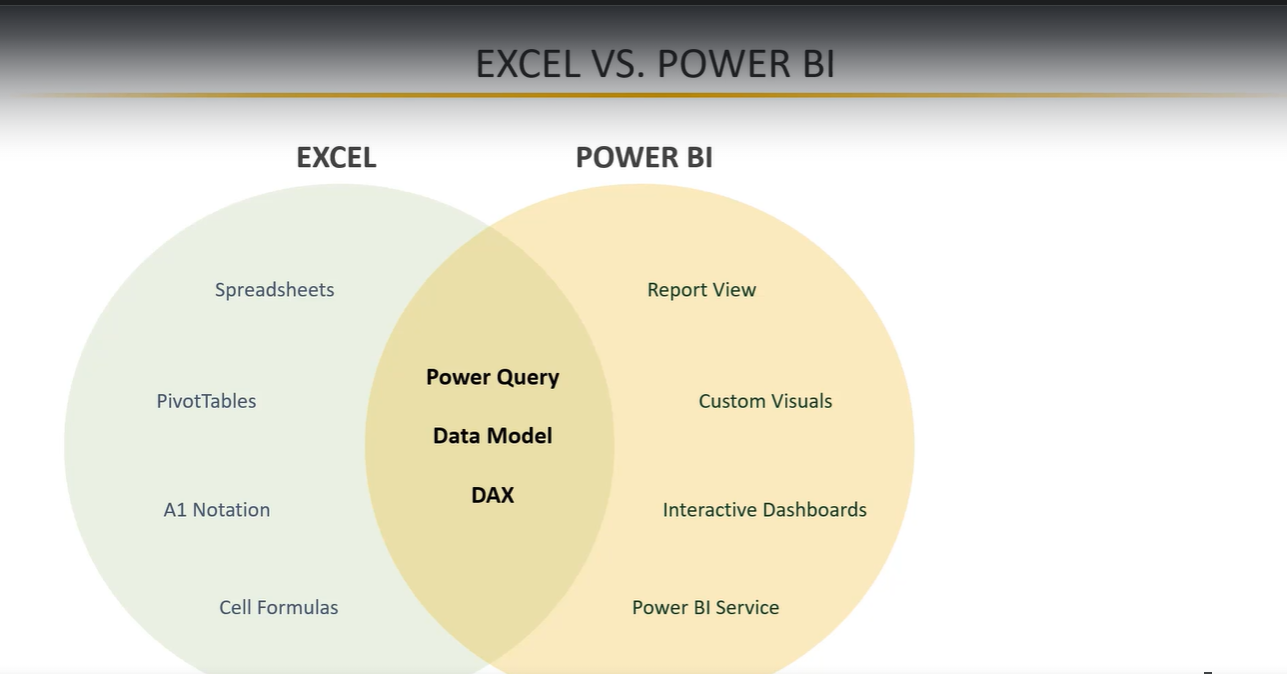 EXCEL VS. POWER BI
EXCEL
POWER BI
Spreadsheets
Report View
Power Query
PivotTables
Custom Visuals
Data Model
DAX
A1 Notation
Interactive Dashboards
Cell Formulas
Power BI Service